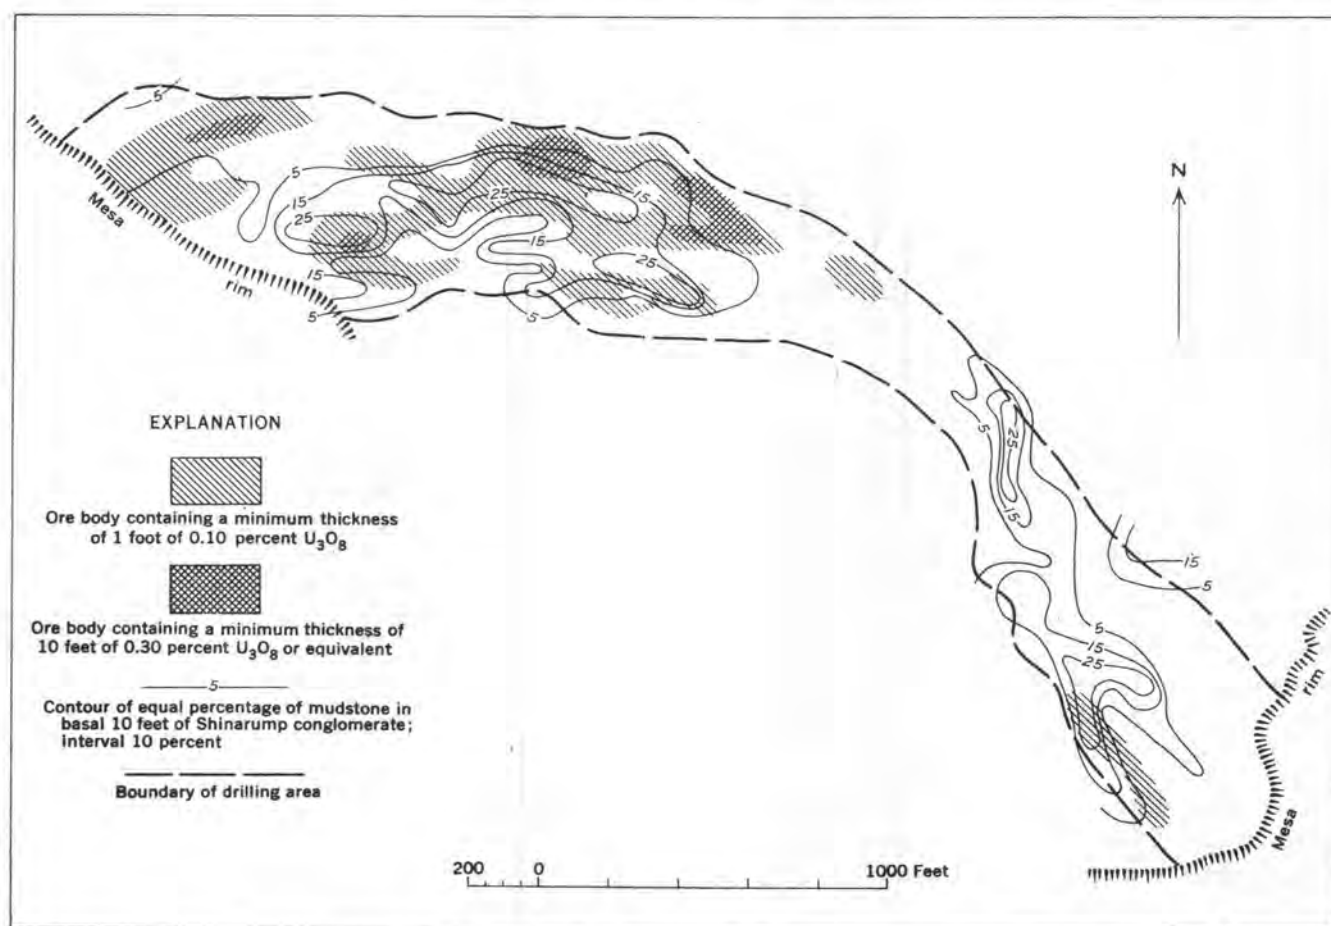 5
N
5
15
25
25
15
15
25
15
5
5
Mesa
rim
5
25
15
15
5
5
15
25
rim
Mesa
EXPLANATION
Ore body containing a minimum thickness
of 1 foot of 0.10 percent U₃O₈
Ore body containing a minimum thickness of
10 feet of 0.30 percent U₃O₈ or equivalent
5
Contour of equal percentage of mudstone in
basal 10 feet of Shinarump conglomerate;
interval 10 percent
Boundary of drilling area
200 0 1000 Feet